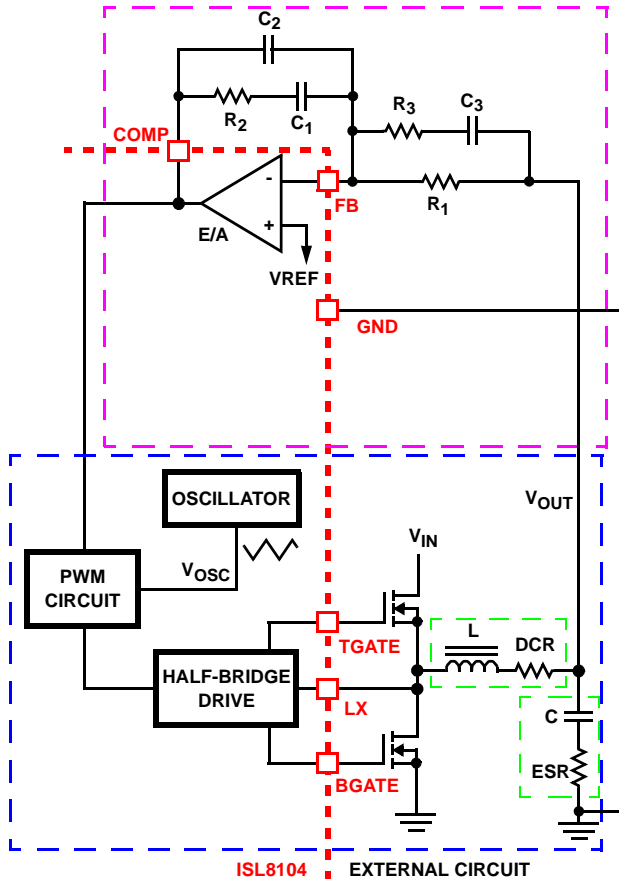 C2
R2
C1
R3
C3
COMP
-
FB
R1
+
E/A
VREF
GND
OSCILLATOR
VOUT
VIN
PWM
CIRCUIT
VOSC
L
DCR
TGATE
HALF-BRIDGE
DRIVE
LX
C
ESR
BGATE
ISL8104
EXTERNAL CIRCUIT